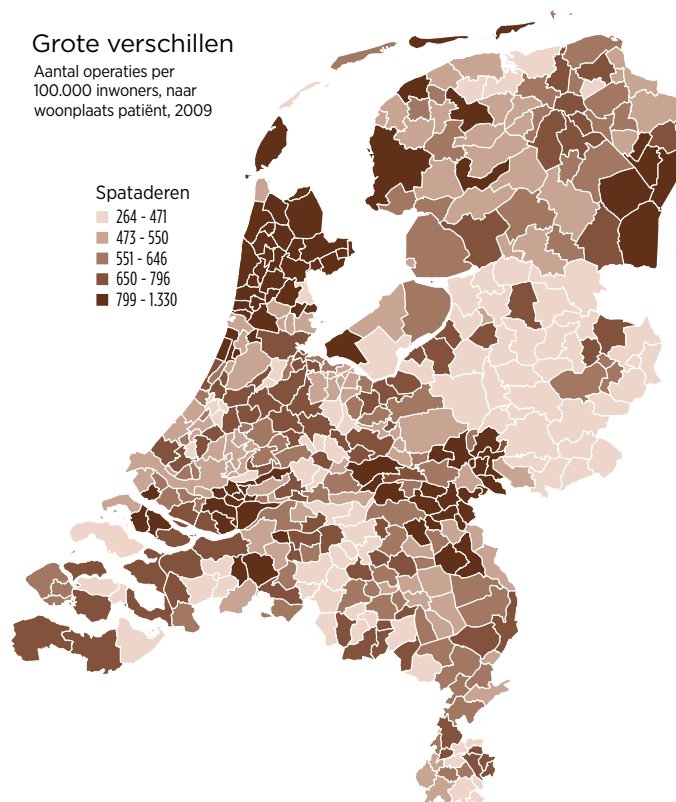 Grote verschillen
Aantal operaties per
100.000 inwoners, naar
woonplaats patiënt, 2009
Spataderen
264 - 471
473 - 550
551 - 646
650 - 796
799 - 1.330